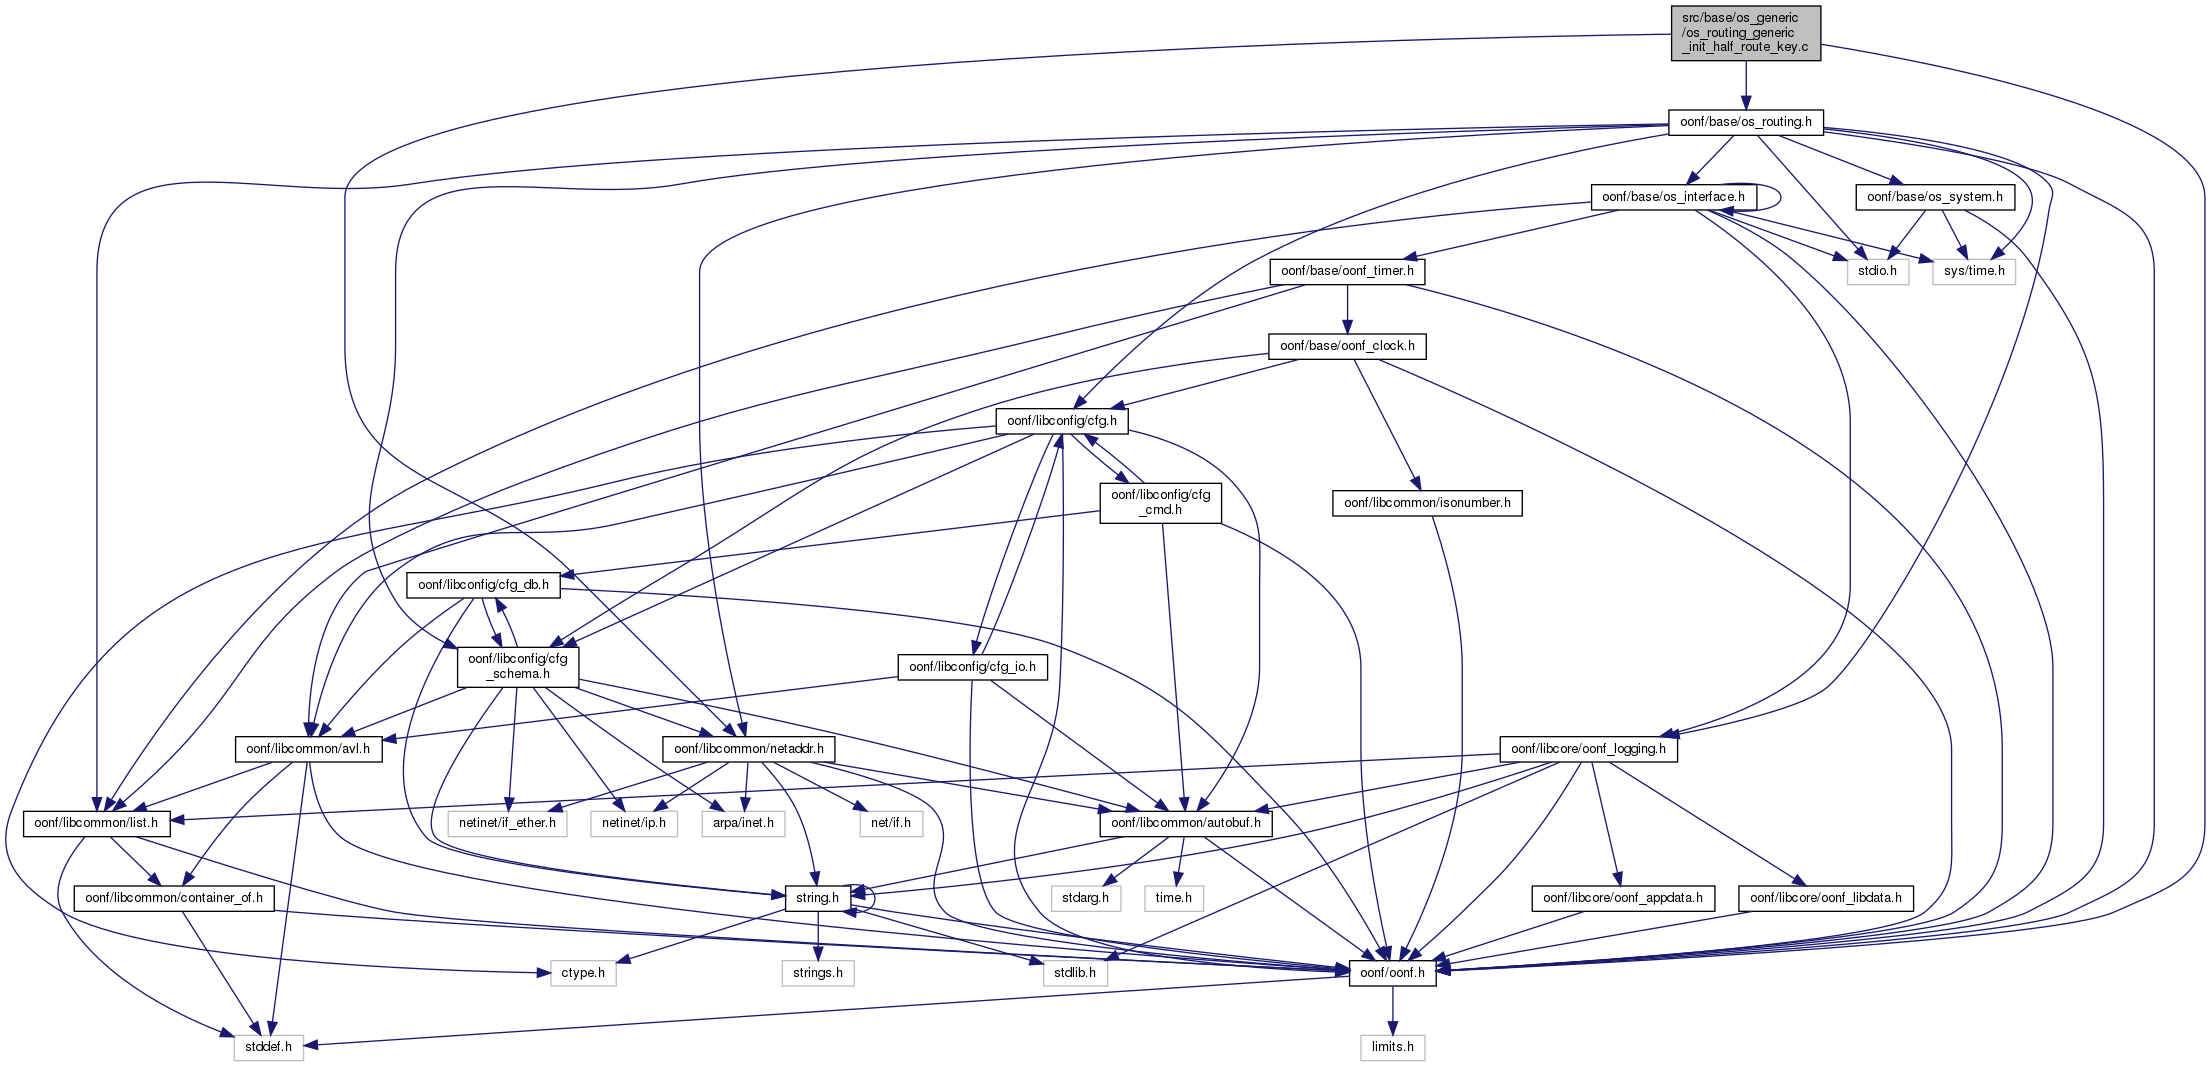 src/base/os_generic
/os_routing_generic
_init_half_route_key.c
oonf/base/os_routing.h
oonf/base/os_interface.h
oonf/base/os_system.h
oonf/base/oonf_timer.h
stdio.h
sys/time.h
oonf/base/oonf_clock.h
oonf/libconfig/cfg.h
oonf/libconfig/cfg
_cmd.h
oonf/libcommon/isonumber.h
oonf/libconfig/cfg_db.h
oonf/libconfig/cfg
_schema.h
oonf/libconfig/cfg_io.h
oonf/libcommon/avl.h
oonf/libcommon/netaddr.h
oonf/libcore/oonf_logging.h
oonf/libcommon/list.h
netinet/if_ether.h
netinet/ip.h
arpa/inet.h
net/if.h
oonf/libcommon/autobuf.h
oonf/libcommon/container_of.h
string.h
stdarg.h
time.h
oonf/libcore/oonf_appdata.h
oonf/libcore/oonf_libdata.h
ctype.h
strings.h
stdlib.h
oonf/oonf.h
stddef.h
limits.h